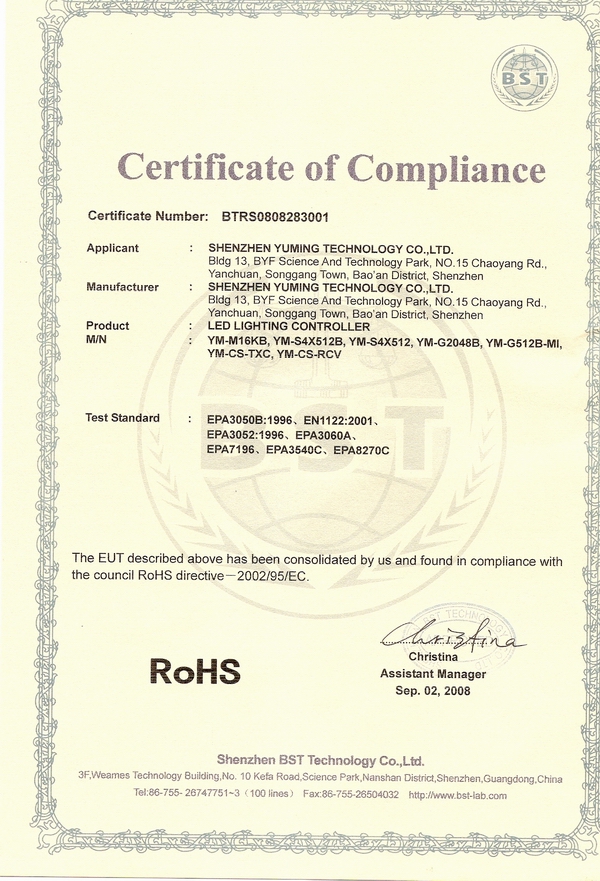 BST
Certificate of Compliance
Certificate Number: BTRS0808283001
Applicant : SHENZHEN YUMING TECHNOLOGY CO.,LTD.
Bldg 13, BYF Science And Technology Park, NO.15 Chaoyang Rd.,
Yanchuan, Songgang Town, Bao'an District, Shenzhen
Manufacturer : SHENZHEN YUMING TECHNOLOGY CO.,LTD.
Bldg 13, BYF Science And Technology Park, NO.15 Chaoyang Rd.,
Yanchuan, Songgang Town, Bao'an District, Shenzhen
Product : LED LIGHTING CONTROLLER
M/N : YM-M16KB, YM-S4X512B, YM-S4X512, YM-G2048B, YM-G512B-MI,
YM-CS-TXC, YM-CS-RCV
BST
Test Standard : EPA3050B:1996、EN1122:2001、
EPA3052:1996、EPA3060A、
EPA7196、EPA3540C、EPA8270C
The EUT described above has been consolidated by us and found in compliance with
the council RoHS directive－2002/95/EC.
Christina
RoHS
Christina
Assistant Manager
Sep. 02, 2008
Shenzhen BST Technology Co.,Ltd.
3F,Weames Technology Building,No. 10 Kefa Road,Science Park,Nanshan District,Shenzhen,Guangdong,China
Tel:86-755- 26747751~3（100 lines） Fax:86-755-26504032 http://www.bst-lab.com